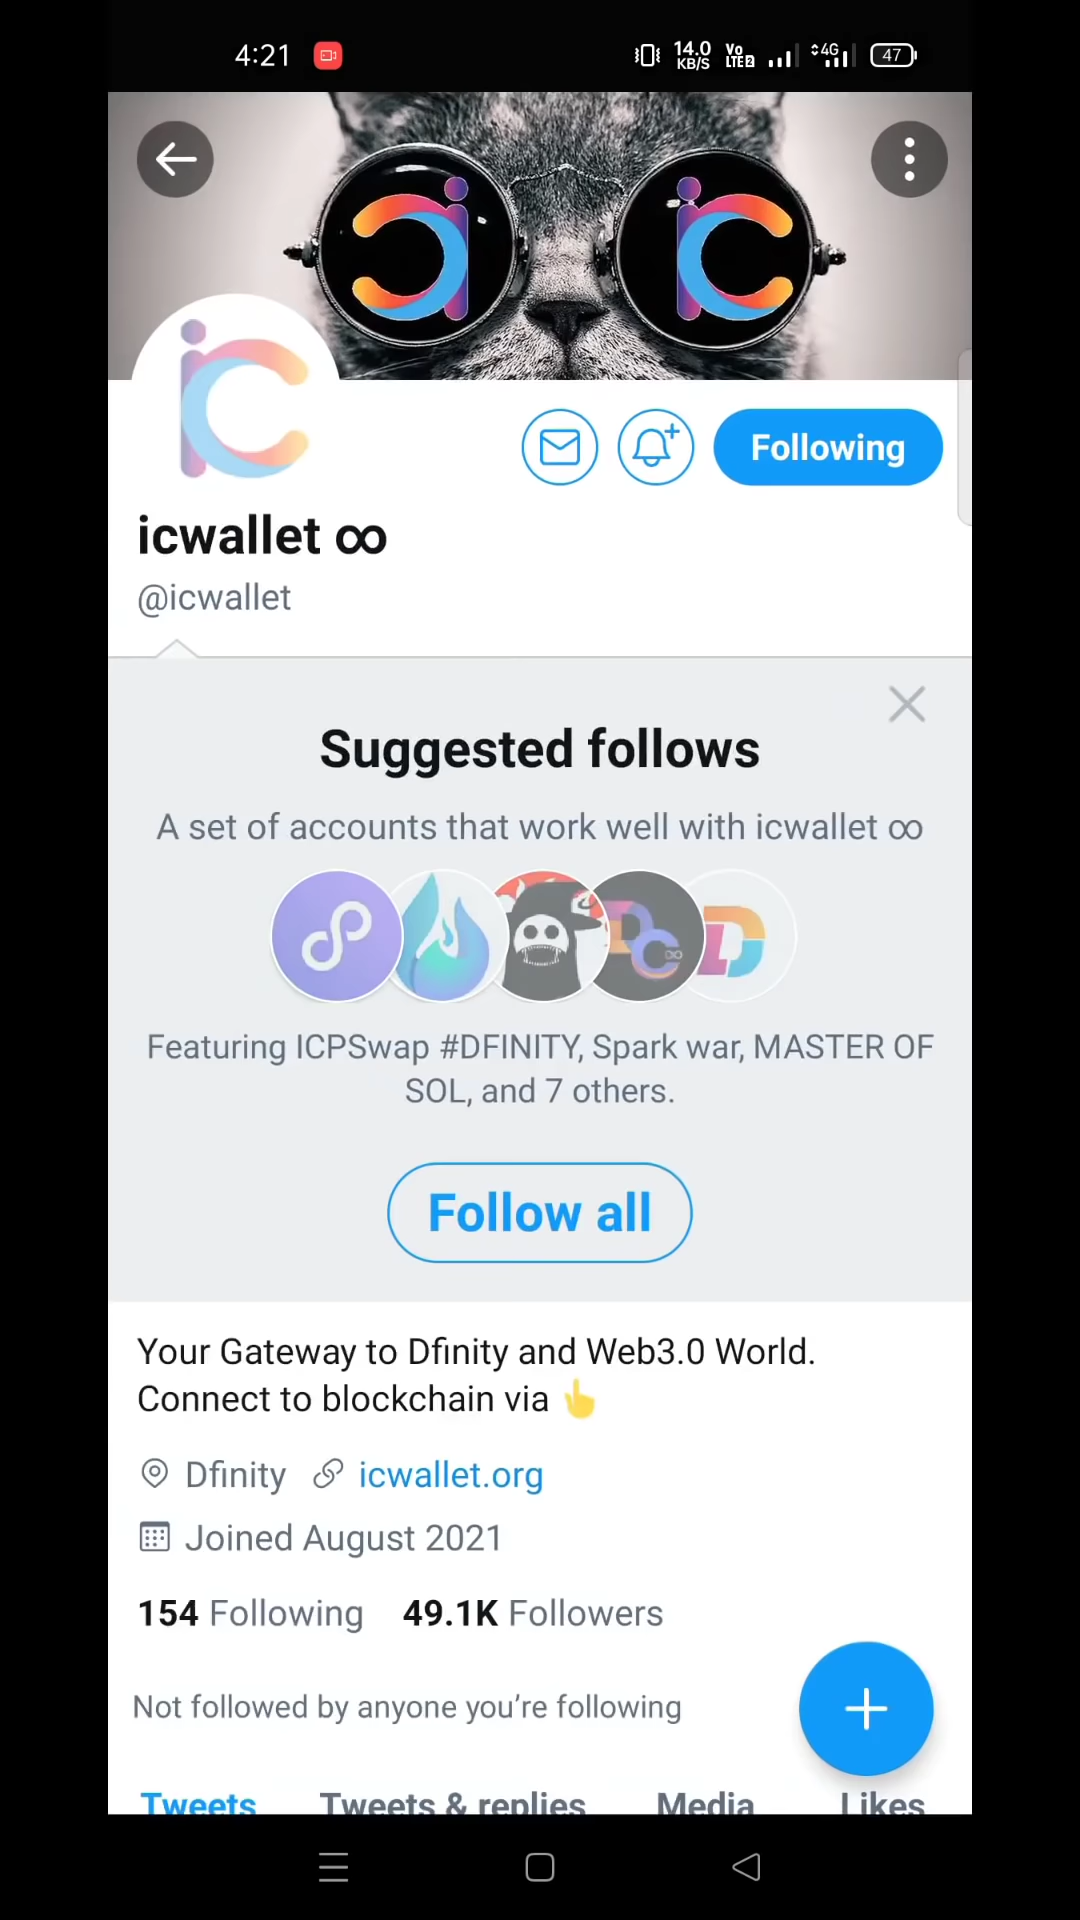 4:21
14.0
KB/S
Vo
LTE2
4G
47
ic
ic
Following
icwallet ∞
@icwallet
Suggested follows
A set of accounts that work well with icwallet ∞
Featuring ICPSwap #DFINITY, Spark war, MASTER OF
SOL, and 7 others.
Follow all
Your Gateway to Dfinity and Web3.0 World.
Connect to blockchain via 👆
Dfinity icwallet.org
Joined August 2021
154 Following 49.1K Followers
Not followed by anyone you’re following
Tweets Tweets & replies Media Likes